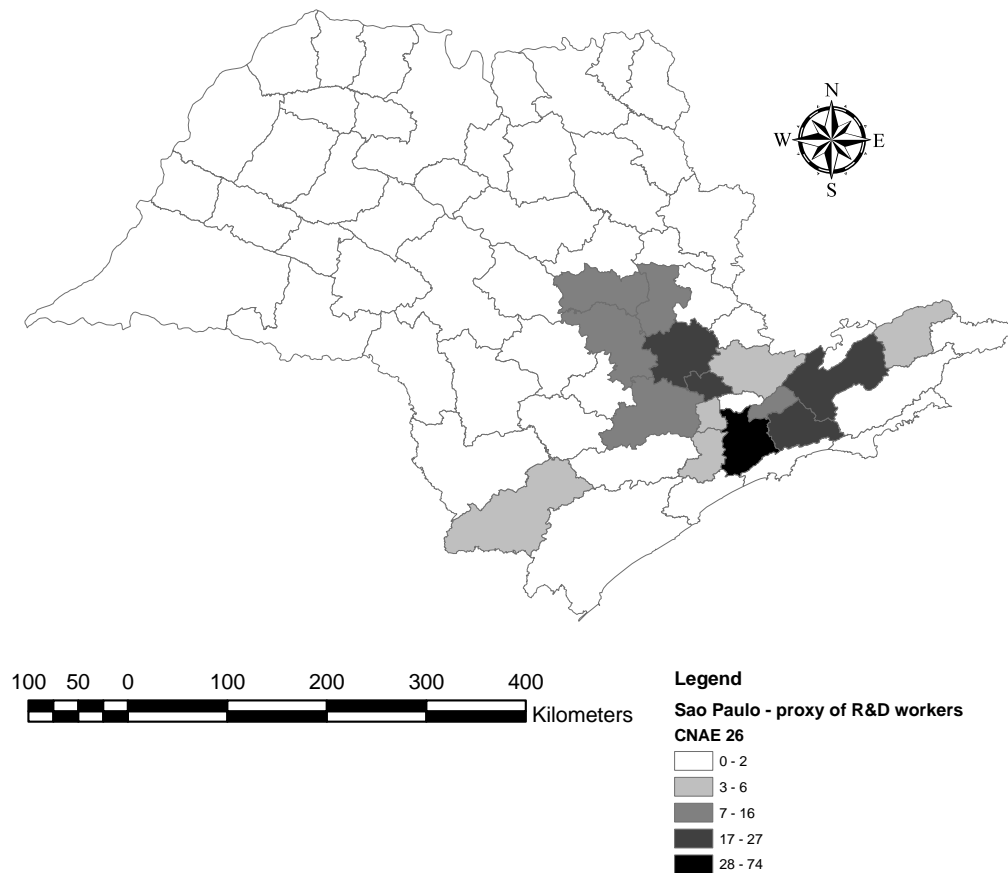 N
W E
S
100 50 0 100 200 300 400
Kilometers
Legend
Sao Paulo - proxy of R&D workers
CNAE 26
0 - 2
3 - 6
7 - 16
17 - 27
28 - 74